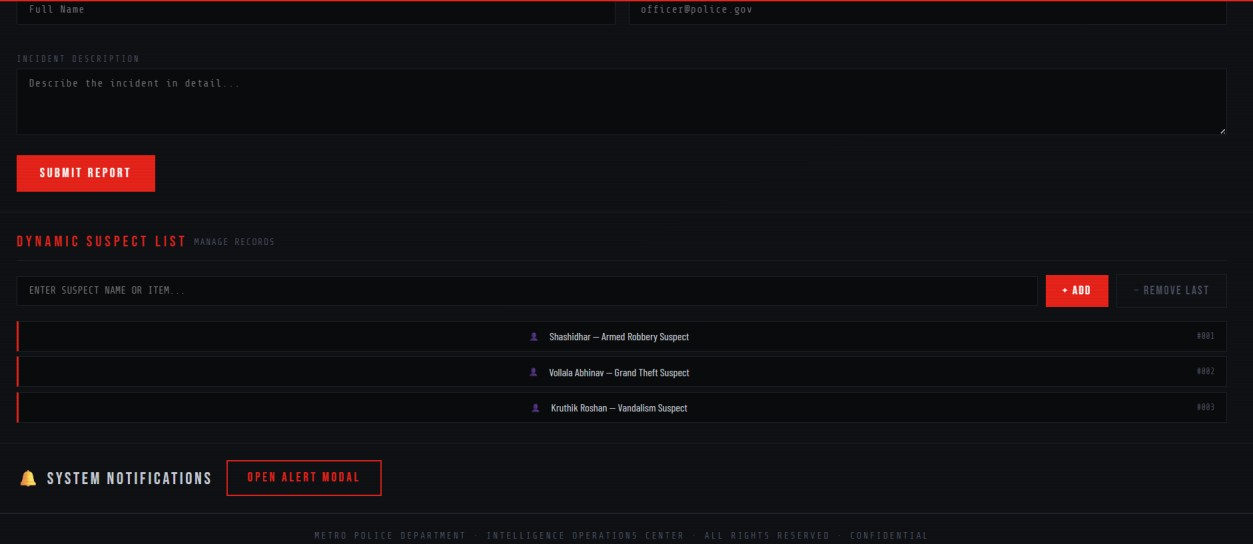 Full Name officer@police.gov
INCIDENT DESCRIPTION
Describe the incident in detail...
SUBMIT REPORT
DYNAMIC SUSPECT LIST MANAGE RECORDS
ENTER SUSPECT NAME OR ITEM... + ADD - REMOVE LAST
Shashidhar — Armed Robbery Suspect #001
Vollala Abhinav — Grand Theft Suspect #002
Kruthik Roshan — Vandalism Suspect #003
SYSTEM NOTIFICATIONS OPEN ALERT MODAL
METRO POLICE DEPARTMENT · INTELLIGENCE OPERATIONS CENTER · ALL RIGHTS RESERVED · CONFIDENTIAL